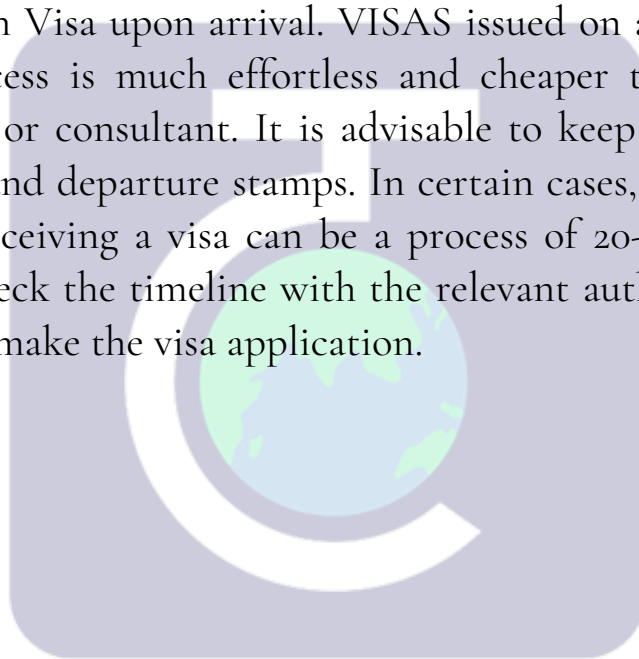 n Visa upon arrival. VISAS issued on a
cess is much effortless and cheaper t
or consultant. It is advisable to keep
nd departure stamps. In certain cases,
ceiving a visa can be a process of 20-
eck the timeline with the relevant aut
make the visa application.